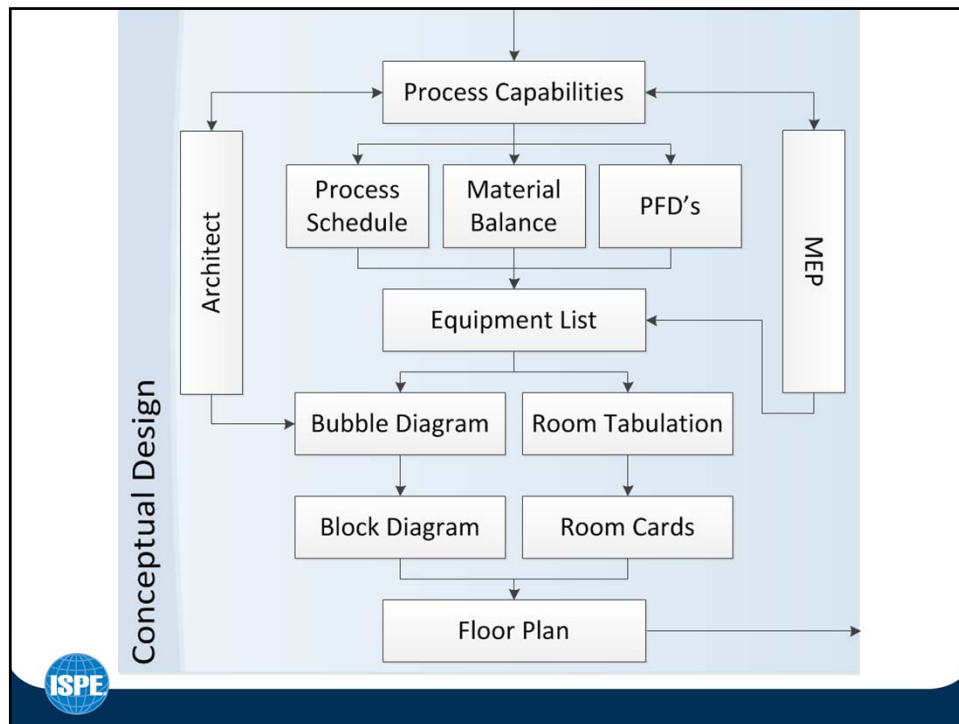 Process Capabilities
Architect
Process
Schedule
Material
Balance
PFD's
MEP
Equipment List
Bubble Diagram
Room Tabulation
Block Diagram
Room Cards
Floor Plan
Conceptual Design
ISPE